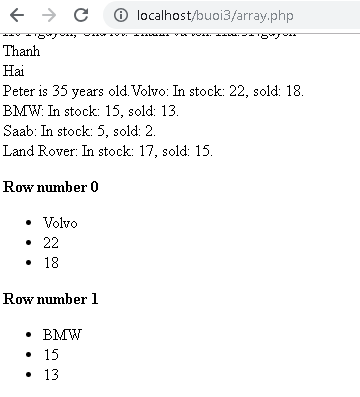 localhost/buoi3/array.php
Thanh
Hai
Peter is 35 years old.Volvo: In stock: 22, sold: 18.
BMW: In stock: 15, sold: 13.
Saab: In stock: 5, sold: 2.
Land Rover: In stock: 17, sold: 15.
Row number 0
Volvo
22
18
Row number 1
BMW
15
13